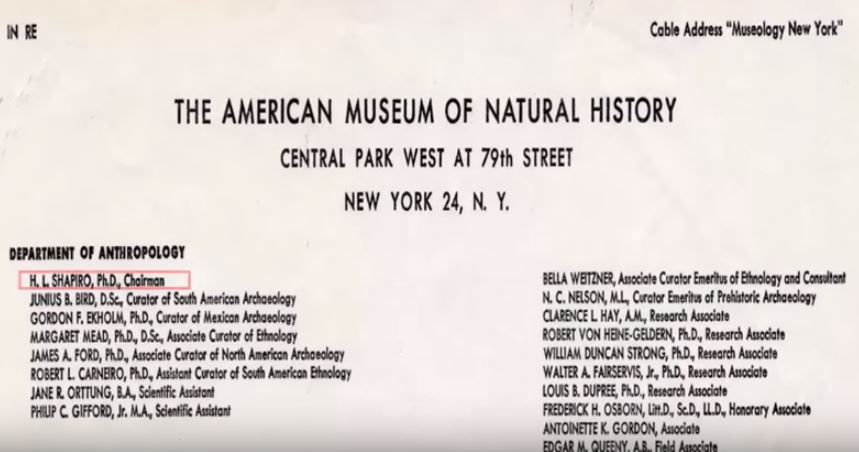 IN RE
Cable Address "Museology New York"
THE AMERICAN MUSEUM OF NATURAL HISTORY
CENTRAL PARK WEST AT 79th STREET
NEW YORK 24, N. Y.
DEPARTMENT OF ANTHROPOLOGY
H. L. SHAPIRO, Ph.D., Chairman
JUNIUS B. BIRD, D.Sc., Curator of South American Archaeology
GORDON F. EKHOLM, Ph.D., Curator of Mexican Archaeology
MARGARET MEAD, Ph.D., D.Sc., Associate Curator of Ethnology
JAMES A. FORD, Ph.D., Associate Curator of North American Archaeology
ROBERT L. CARNEIRO, Ph.D., Assistant Curator of South American Ethnology
JANE R. ORTTUNG, B.A., Scientific Assistant
PHILIP C. GIFFORD, Jr. M.A., Scientific Assistant
BELLA WEITZNER, Associate Curator Emeritus of Ethnology and Consultant
N. C. NELSON, M.L., Curator Emeritus of Prehistoric Archaeology
CLARENCE L. HAY, A.M., Research Associate
ROBERT VON HEINE-GELDERN, Ph.D., Research Associate
WILLIAM DUNCAN STRONG, Ph.D., Research Associate
WALTER A. FAIRSERVIS, Jr., Ph.D., Research Associate
LOUIS B. DUPREE, Ph.D., Research Associate
FREDERICK H. OSBORN, Litt.D., Sc.D., LL.D., Honorary Associate
ANTOINETTE K. GORDON, Associate
EDGAR M. QUEENY, A.B., Field Associate